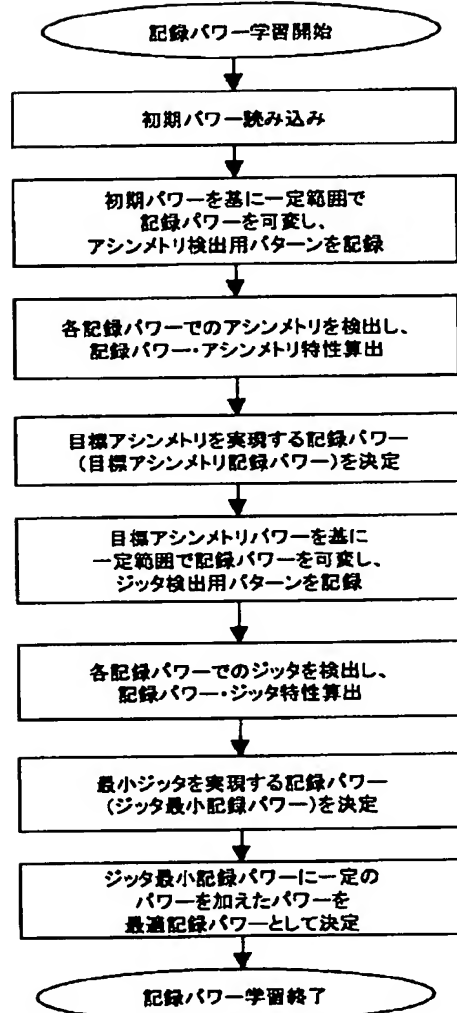 記録パワー学習開始
初期パワー読み込み
初期パワーを基に一定範囲で
記録パワーを可変し、
アシンメトリ検出用パターンを記録
各記録パワーでのアシンメトリを検出し、
記録パワー・アシンメトリ特性算出
目標アシンメトリを実現する記録パワー
(目標アシンメトリ記録パワー)を決定
目標アシンメトリパワーを基に
一定範囲で記録パワーを可変し、
ジッタ検出用パターンを記録
各記録パワーでのジッタを検出し、
記録パワー・ジッタ特性算出
最小ジッタを実現する記録パワー
(ジッタ最小記録パワー)を決定
ジッタ最小記録パワーに一定の
パワーを加えたパワーを
最適記録パワーとして決定
記録パワー学習終了